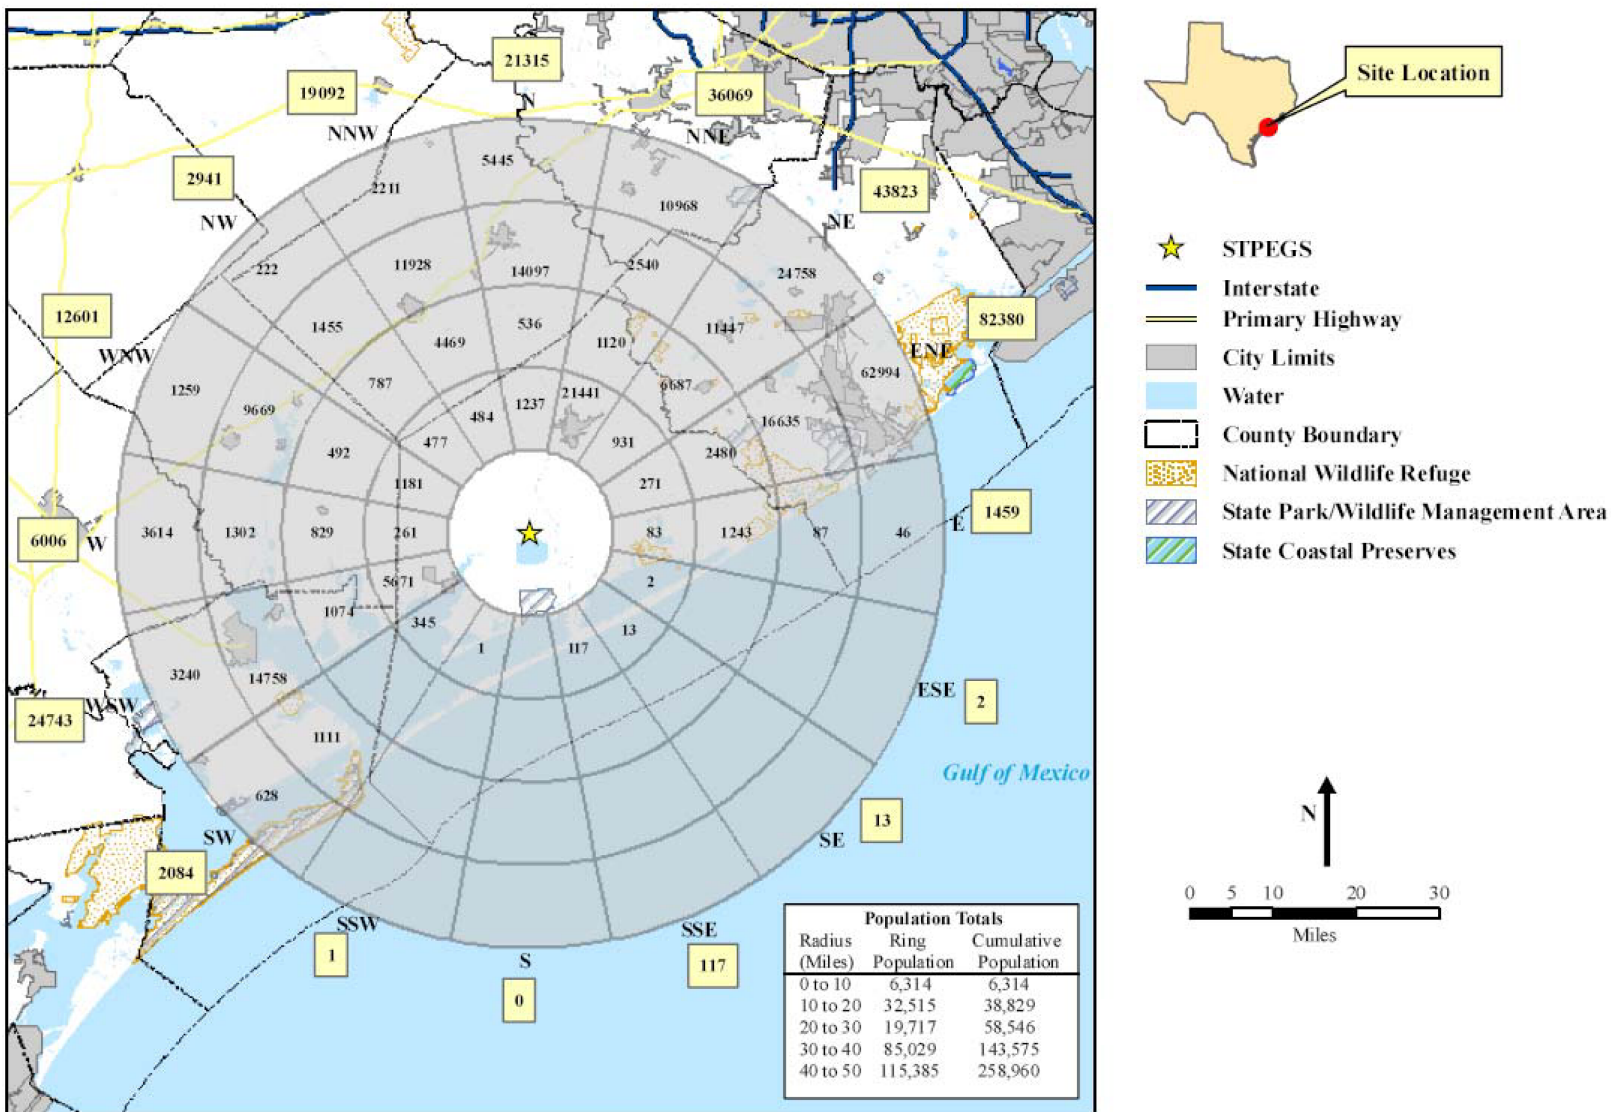 21315
19092
36069
N
NNW
NNE
2941
43823
NW
NE
12601
82380
WNW
ENE
6006
W
1459
E
24743
WSW
ESE
2
2084
SW
SE
13
SSW
1
S
0
SSE
117
5445
2211
10968
222
11928
14097
2540
24758
1455
4469
536
1120
11447
1259
9669
787
484
1237
21441
6687
62994
492
477
931
2480
16635
1181
271
3614
1302
829
261
83
1243
87
46
5671
2
1074
345
1
117
13
3240
14758
1111
628
Gulf of Mexico
Population Totals
Radius Ring Cumulative
(Miles) Population Population
0 to 10 6,314 6,314
10 to 20 32,515 38,829
20 to 30 19,717 58,546
30 to 40 85,029 143,575
40 to 50 115,385 258,960
Site Location
STPEGS
Interstate
Primary Highway
City Limits
Water
County Boundary
National Wildlife Refuge
State Park/Wildlife Management Area
State Coastal Preserves
N
0 5 10 20 30
Miles